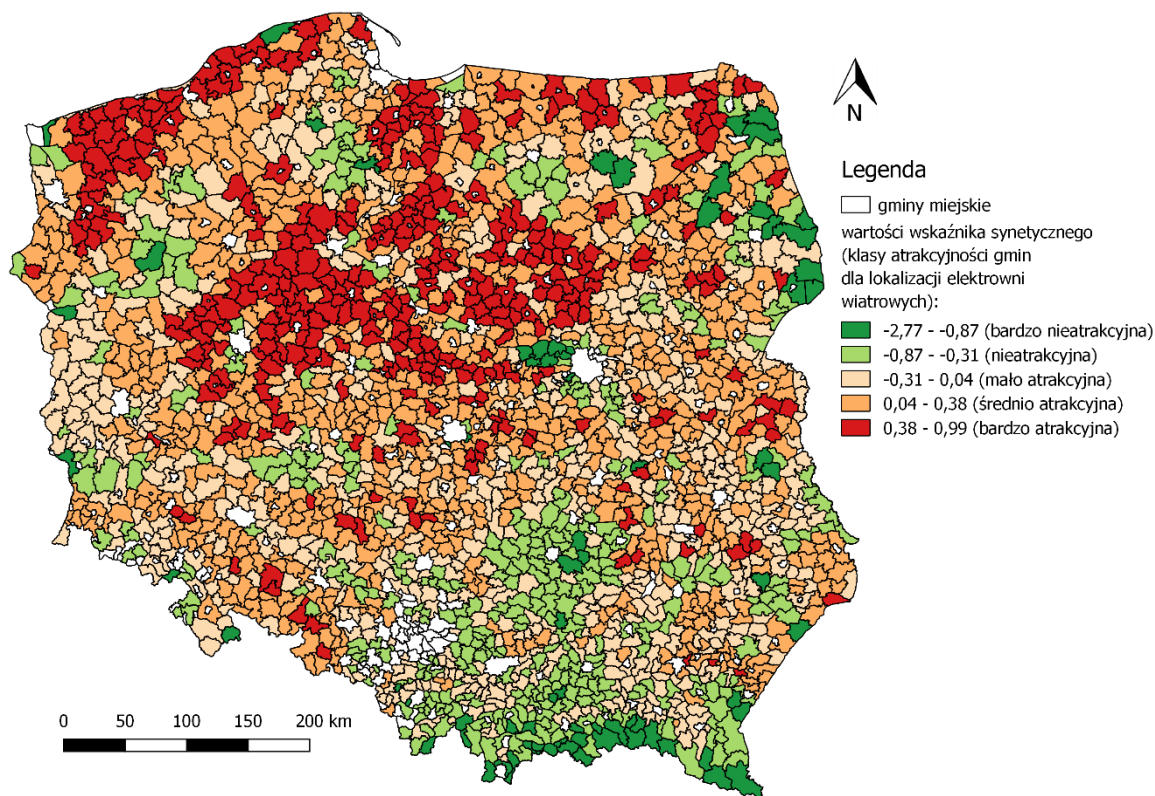 N
Legenda
gminy miejskie
wartości wskaźnika synetycznego
(klasy atrakcyjności gmin
dla lokalizacji elektrowni
wiatrowych):
-2,77 - -0,87 (bardzo nieatrakcyjna)
-0,87 - -0,31 (nieatrakcyjna)
-0,31 - 0,04 (mało atrakcyjna)
0,04 - 0,38 (średnio atrakcyjna)
0,38 - 0,99 (bardzo atrakcyjna)
0 50 100 150 200 km